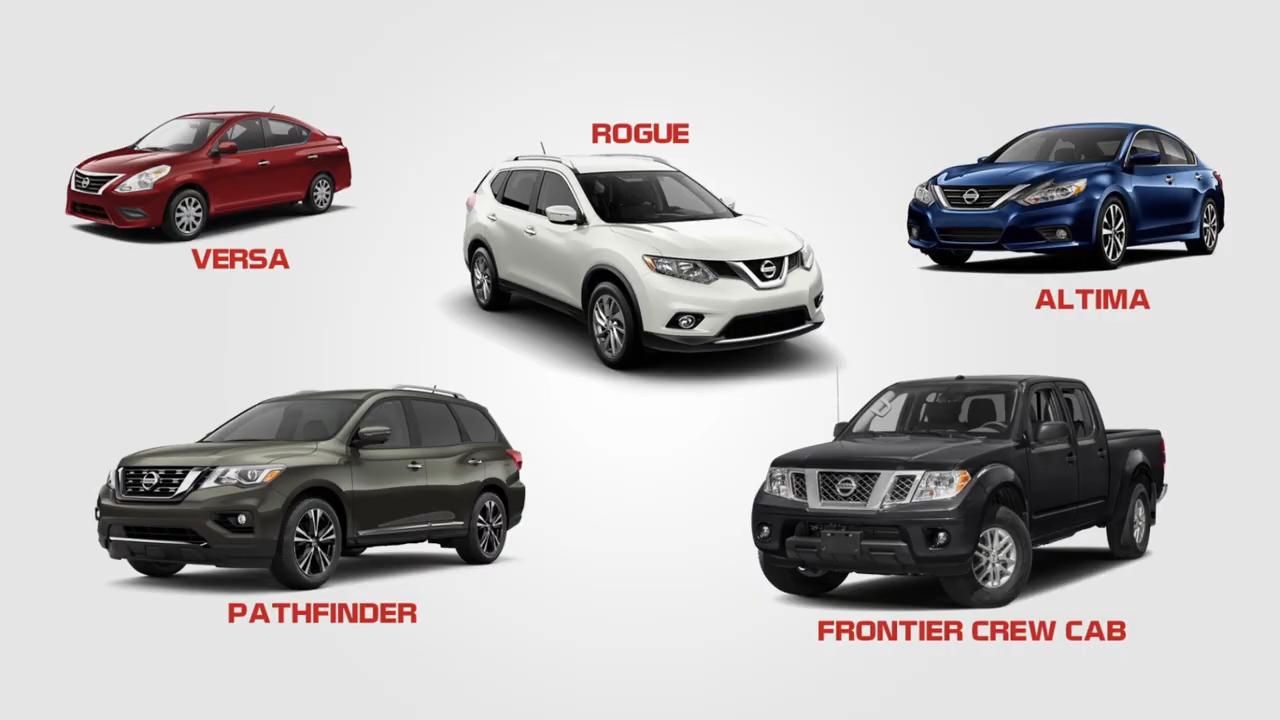 ROGUE
VERSA
ALTIMA
PATHFINDER
FRONTIER CREW CAB